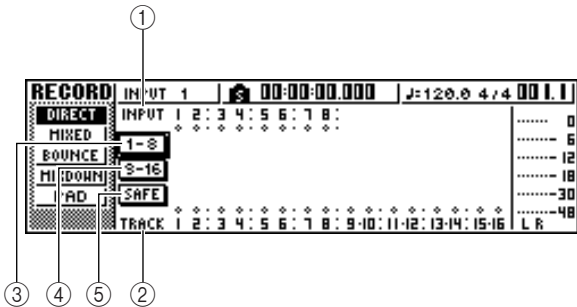 ①
RECORD INPUT 1 S 00:00:00.000 ♩=120.0 4/4 001.1
DIRECT INPUT 1 2: 3 4: 5 6: 7 8: 0
MIXED 6
③ 1-8
BOUNCE 12
MIXDOWN 9-16 18
PAD SAFE 30
48
TRACK 1 2: 3 4: 5 6: 7 8: 9·10: 11·12: 13·14: 15·16 L R
③ ④ ⑤ ②